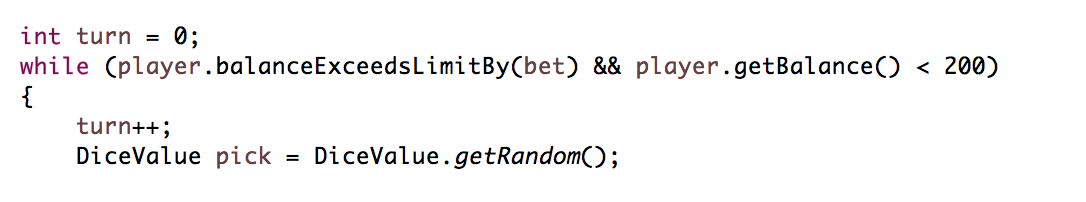 int turn = 0;
while (player.balanceExceedsLimitBy(bet) && player.getBalance() < 200)
{
    turn++;
    DiceValue pick = DiceValue.getRandom();